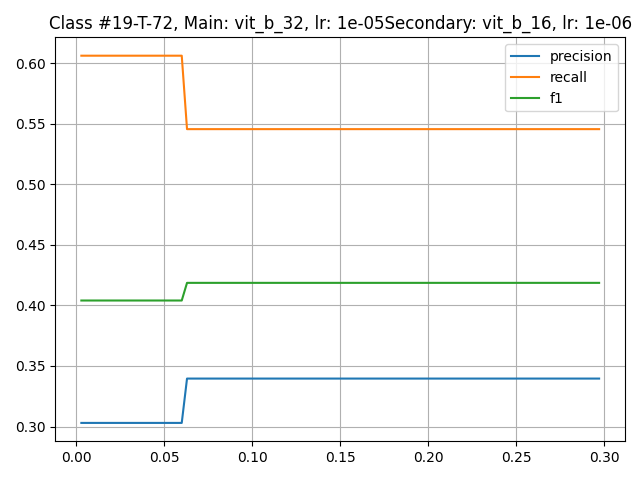 Class #19-T-72, Main: vit_b_32, lr: 1e-05Secondary: vit_b_16, lr: 1e-06
precision
recall
f1
0.60
0.55
0.50
0.45
0.40
0.35
0.30
0.00 0.05 0.10 0.15 0.20 0.25 0.30